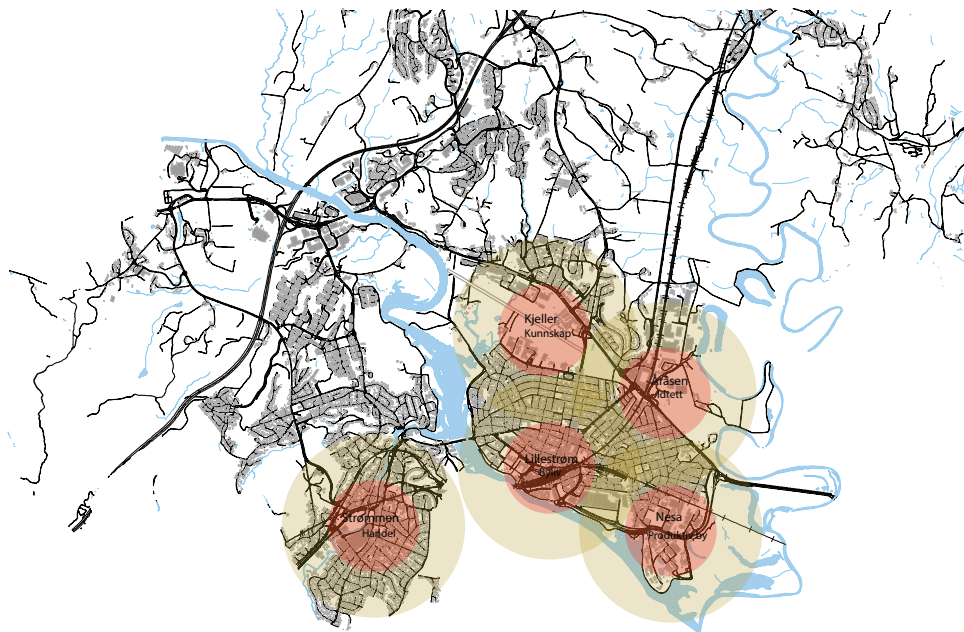 Kjeller
Kunnskap
Åråsen
Idrett
Lillestrøm
Byliv
Strømmen
Handel
Nesa
Produktiv by